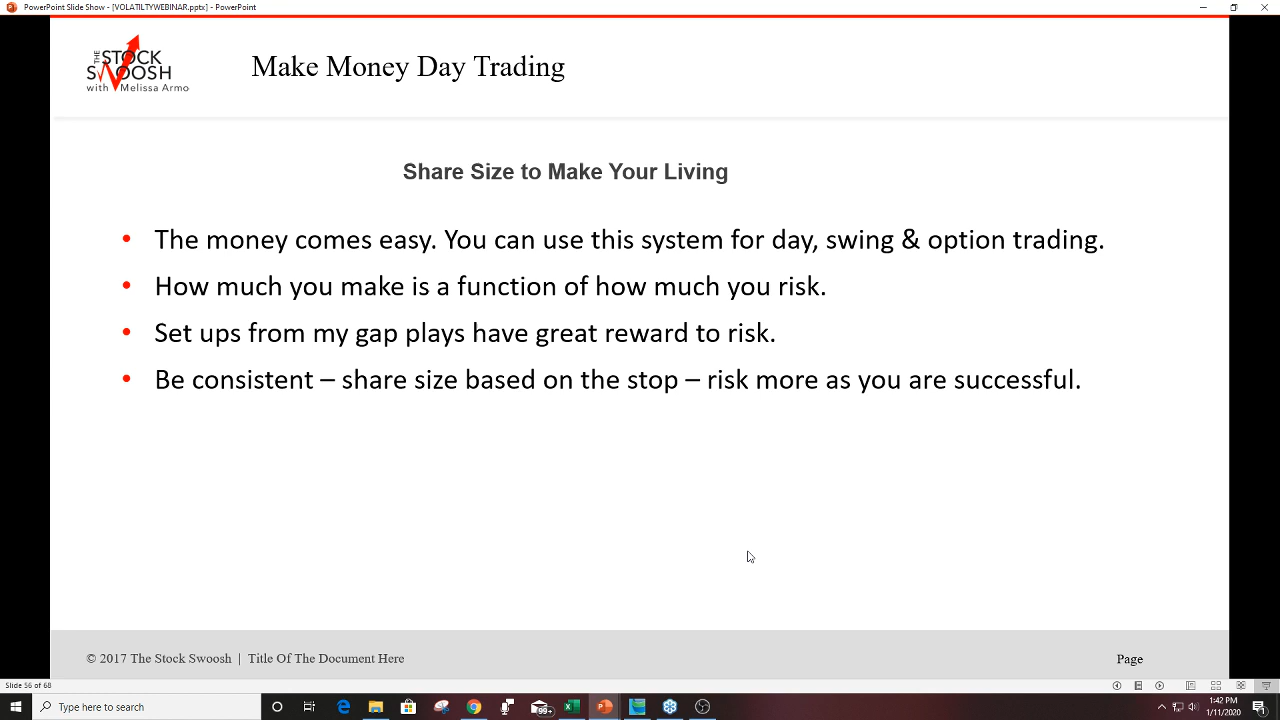 PowerPoint Slide Show - [VOLATILTYWEBINAR.pptx] - PowerPoint
THE
STOCK
SWOOSH
with Melissa Armo
Make Money Day Trading
Share Size to Make Your Living
• The money comes easy. You can use this system for day, swing & option trading.
• How much you make is a function of how much you risk.
• Set ups from my gap plays have great reward to risk.
• Be consistent – share size based on the stop – risk more as you are successful.
© 2017 The Stock Swoosh | Title Of The Document Here
Page
Slide 56 of 68
Type here to search
99+
1:42 PM
1/11/2020